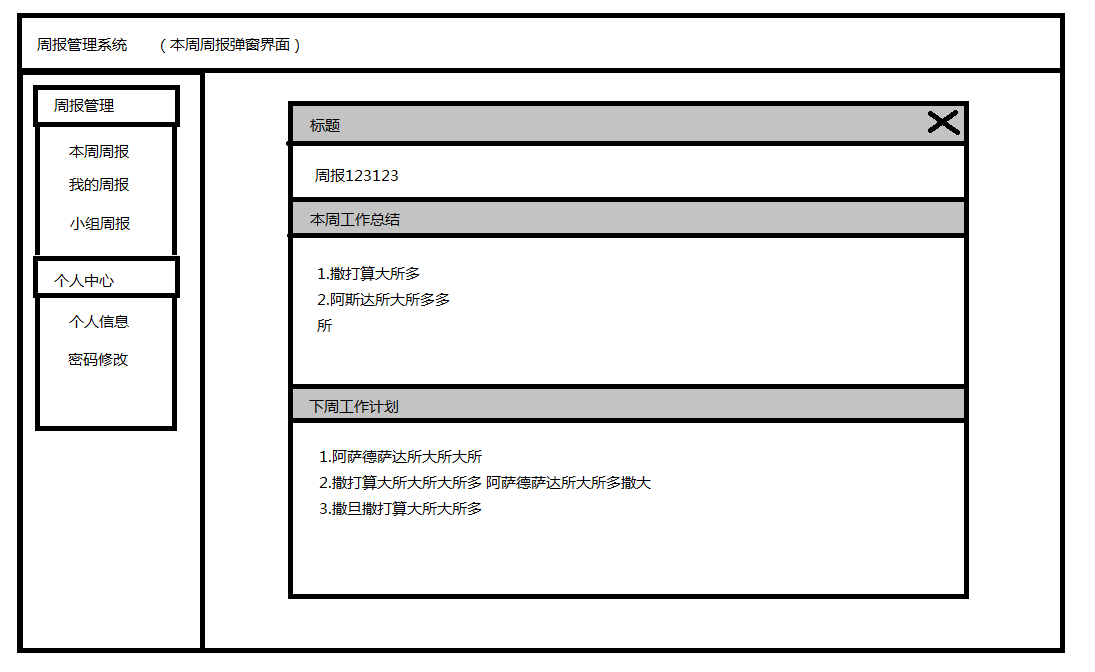 周报管理系统 （本周周报弹窗界面）
周报管理
本周周报
我的周报
小组周报
个人中心
个人信息
密码修改
标题
周报123123
本周工作总结
1.撒打算大所多
2.阿斯达所大所多多
所
下周工作计划
1.阿萨德萨达所大所大所
2.撒打算大所大所大所多 阿萨德萨达所大所多撒大
3.撒旦撒打算大所大所多